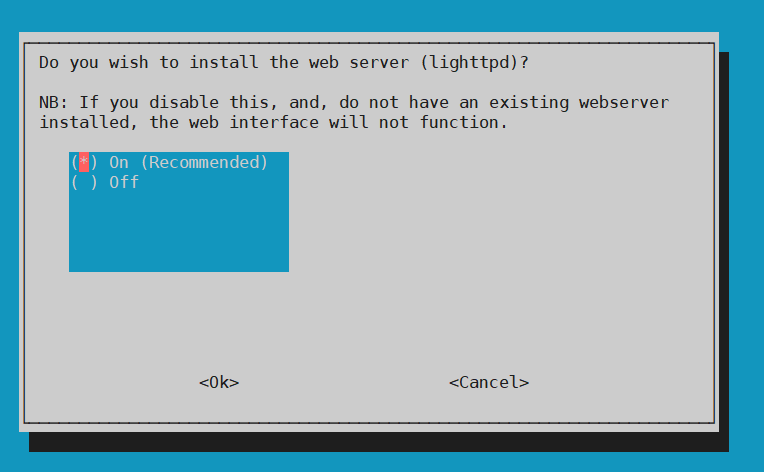 Do you wish to install the web server (lighttpd)?
NB: If you disable this, and, do not have an existing webserver
installed, the web interface will not function.
(*) On (Recommended)
( ) Off
<Ok> <Cancel>